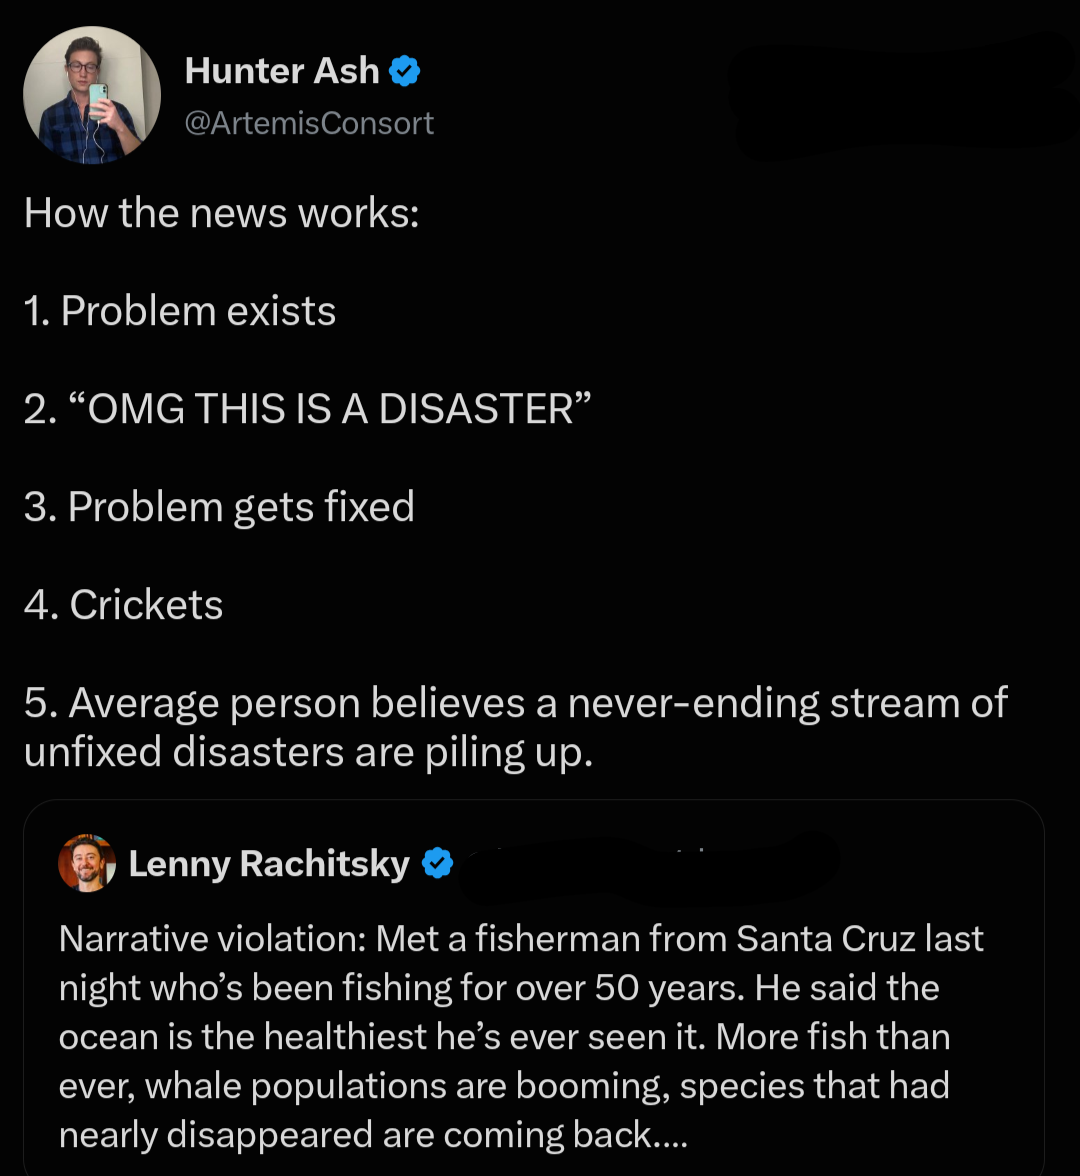 Hunter Ash
@ArtemisConsort
How the news works:
1. Problem exists
2. “OMG THIS IS A DISASTER”
3. Problem gets fixed
4. Crickets
5. Average person believes a never-ending stream of
unfixed disasters are piling up.
Lenny Rachitsky
Narrative violation: Met a fisherman from Santa Cruz last
night who’s been fishing for over 50 years. He said the
ocean is the healthiest he’s ever seen it. More fish than
ever, whale populations are booming, species that had
nearly disappeared are coming back....